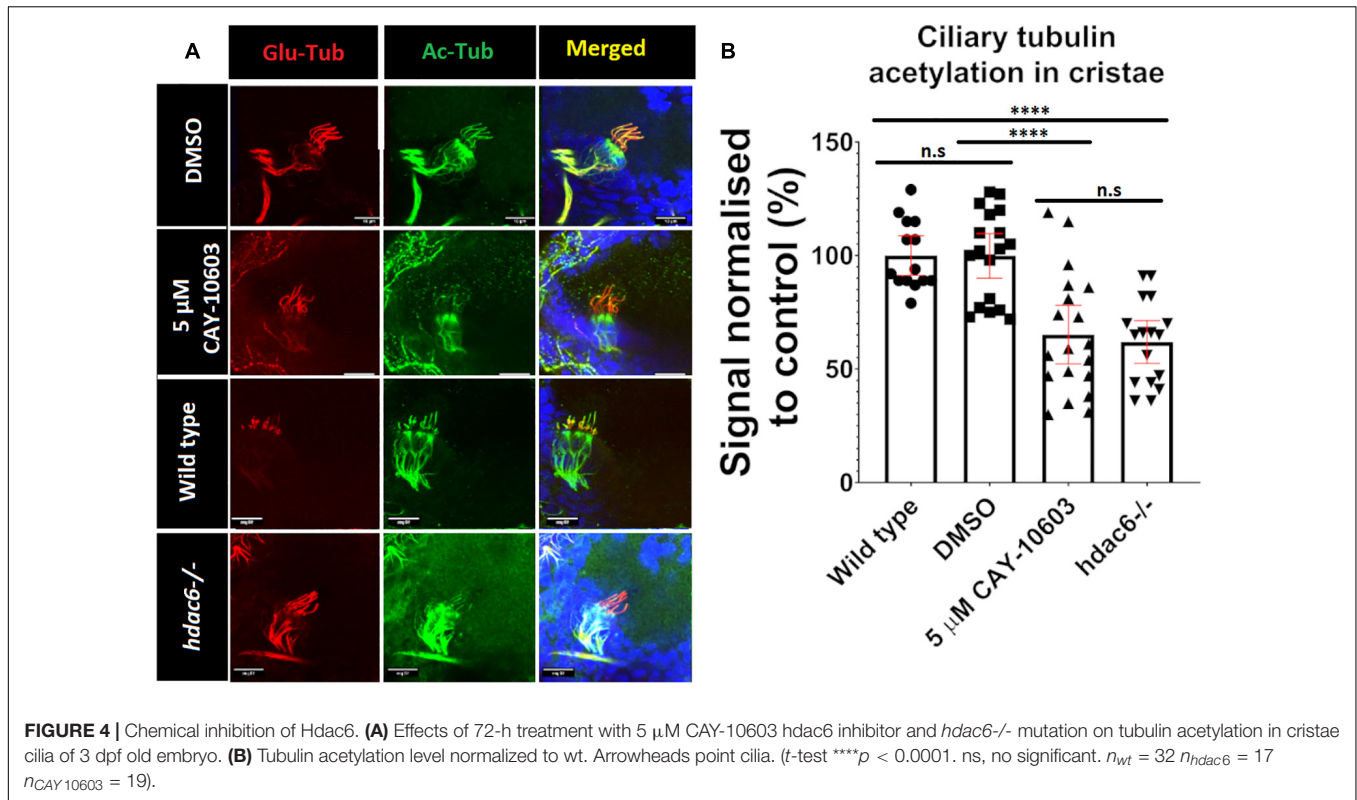 A
Glu-Tub
Ac-Tub
Merged
DMSO
5 µM
CAY-10603
Wild type
hdac6-/-
B
Ciliary tubulin
acetylation in cristae
****
****
n.s
n.s
Signal normalised
to control (%)
150
100
50
0
Wild type
DMSO
5 µM CAY-10603
hdac6-/-
FIGURE 4 | Chemical inhibition of Hdac6. (A) Effects of 72-h treatment with 5 µM CAY-10603 hdac6 inhibitor and hdac6-/- mutation on tubulin acetylation in cristae
cilia of 3 dpf old embryo. (B) Tubulin acetylation level normalized to wt. Arrowheads point cilia. (t-test ****p < 0.0001. ns, no significant. nwt = 32 nhdac6 = 17
nCAY10603 = 19).